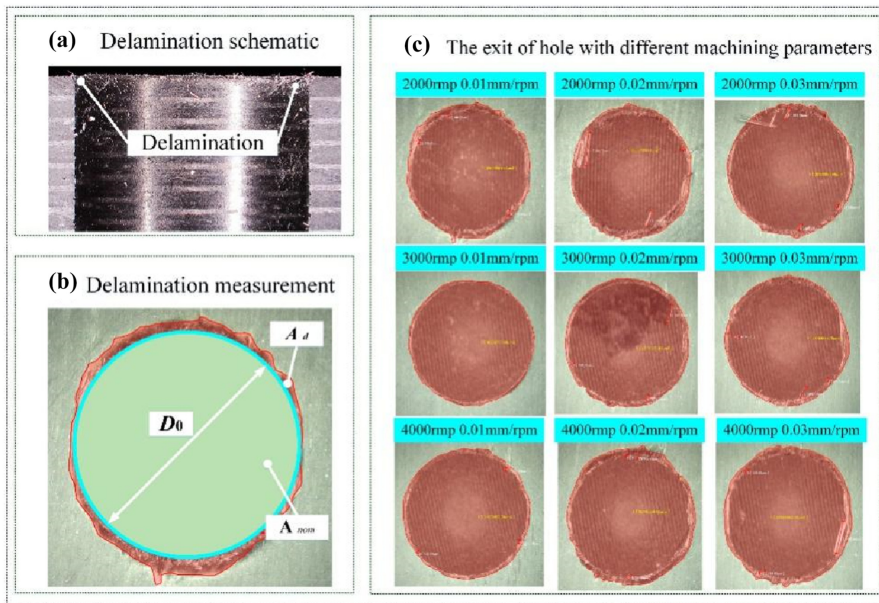 (a) Delamination schematic
Delamination
(b) Delamination measurement
A d
D0
A nom
(c) The exit of hole with different machining parameters
2000rmp 0.01mm/rpm
2000rmp 0.02mm/rpm
2000rmp 0.03mm/rpm
3000rmp 0.01mm/rpm
3000rmp 0.02mm/rpm
3000rmp 0.03mm/rpm
4000rmp 0.01mm/rpm
4000rmp 0.02mm/rpm
4000rmp 0.03mm/rpm